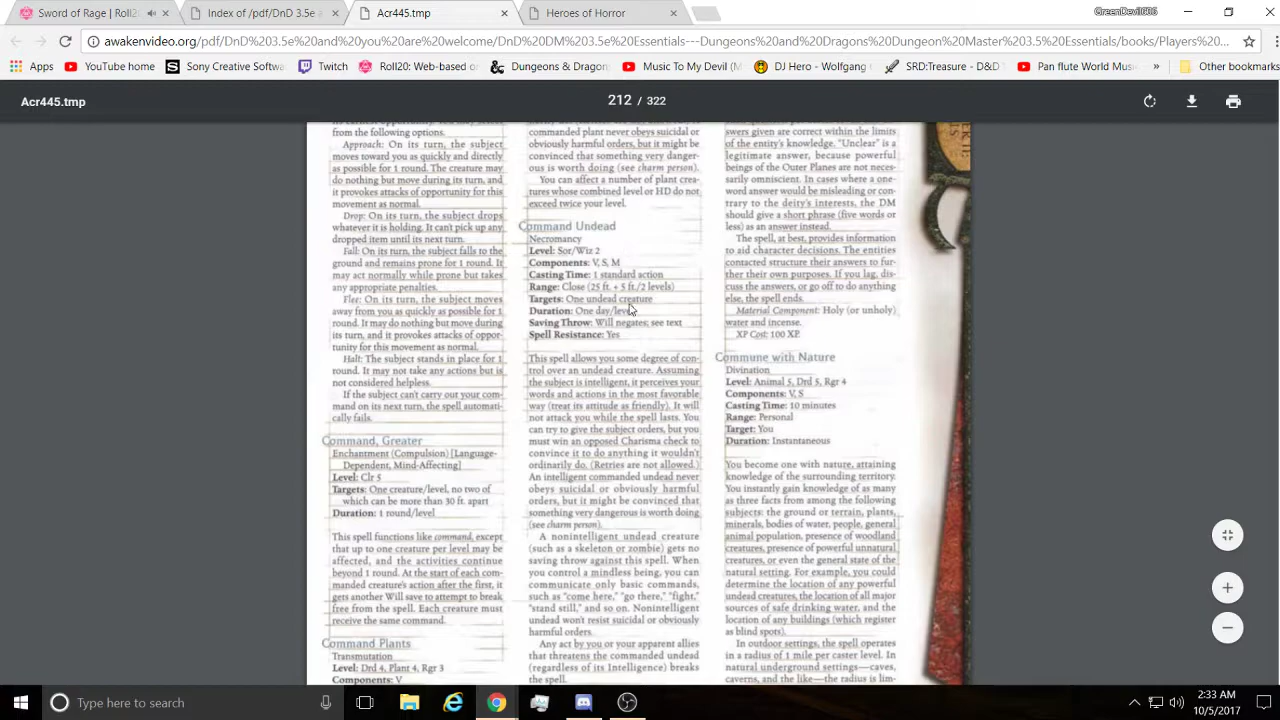 Sword of Rage | Roll2
Index of /pdf/DnD 3.5e a
Acr445.tmp
Heroes of Horror
GreenDevil606
awakenvideo.org/pdf/DnD%203.5e%20and%20you%20are%20welcome/DnD%20DM%203.5e%20Essentials---Dungeons%20and%20Dragons%20Dungeon%20Master%203.5%20Essentials/books/Players%20...
Apps
YouTube home
Sony Creative Softw
Twitch
Roll20: Web-based o
Dungeons & Dragon
Music To My Devil (M
DJ Hero - Wolfgang
SRD:Treasure - D&D
Pan flute World Mus
»
Other bookmarks
Acr445.tmp
212 / 322
from the following options.
Approach: On its turn, the subject
moves toward you as quickly and directly
as possible for 1 round. The creature may
do nothing but move during its turn, and
it provokes attacks of opportunity for this
movement as normal.
Drop: On its turn, the subject drops
whatever it is holding. It can't pick up any
dropped item until its next turn.
Fall: On its turn, the subject falls to the
ground and remains prone for 1 round. It
may act normally while prone but takes
any appropriate penalties.
Flee: On its turn, the subject moves
away from you as quickly as possible for 1
round. It may do nothing but move during
its turn, and it provokes attacks of oppor-
tunity for this movement as normal.
Halt: The subject stands in place for 1
round. It may not take any actions but is
not considered helpless.
If the subject can't carry out your com-
mand on its next turn, the spell automati-
cally fails.
Command, Greater
Enchantment (Compulsion) [Language-
Dependent, Mind-Affecting]
Level: Clr 5
Targets: One creature/level, no two of
which can be more than 30 ft. apart
Duration: 1 round/level
This spell functions like command, except
that up to one creature per level may be
affected, and the activities continue
beyond 1 round. At the start of each com-
manded creature's action after the first, it
gets another Will save to attempt to break
free from the spell. Each creature must
receive the same command.
Command Plants
Transmutation
Level: Drd 4, Plant 4, Rgr 3
Components: V
commanded plant never obeys suicidal or
obviously harmful orders, but it might be
convinced that something very danger-
ous is worth doing (see charm person).
You can affect a number of plant crea-
tures whose combined level or HD do not
exceed twice your level.
Command Undead
Necromancy
Level: Sor/Wiz 2
Components: V, S, M
Casting Time: 1 standard action
Range: Close (25 ft. + 5 ft./2 levels)
Targets: One undead creature
Duration: One day/level
Saving Throw: Will negates; see text
Spell Resistance: Yes
This spell allows you some degree of con-
trol over an undead creature. Assuming
the subject is intelligent, it perceives your
words and actions in the most favorable
way (treat its attitude as friendly). It will
not attack you while the spell lasts. You
can try to give the subject orders, but you
must win an opposed Charisma check to
convince it to do anything it wouldn't
ordinarily do. (Retries are not allowed.)
An intelligent commanded undead never
obeys suicidal or obviously harmful
orders, but it might be convinced that
something very dangerous is worth doing
(see charm person).
A nonintelligent undead creature
(such as a skeleton or zombie) gets no
saving throw against this spell. When
you control a mindless being, you can
communicate only basic commands,
such as "come here," "go there," "fight,"
"stand still," and so on. Nonintelligent
undead won't resist suicidal or obviously
harmful orders.
Any act by you or your apparent allies
that threatens the commanded undead
(regardless of its Intelligence) breaks
the spell.
swers given are correct within the limits
of the entity's knowledge. "Unclear" is a
legitimate answer, because powerful
beings of the Outer Planes are not neces-
sarily omniscient. In cases where a one-
word answer would be misleading or con-
trary to the deity's interests, the DM
should give a short phrase (five words or
less) as an answer instead.
The spell, at best, provides information
to aid character decisions. The entities
contacted structure their answers to fur-
ther their own purposes. If you lag, dis-
cuss the answers, or go off to do anything
else, the spell ends.
Material Component: Holy (or unholy)
water and incense.
XP Cost: 100 XP.
Commune with Nature
Divination
Level: Animal 5, Drd 5, Rgr 4
Components: V, S
Casting Time: 10 minutes
Range: Personal
Target: You
Duration: Instantaneous
You become one with nature, attaining
knowledge of the surrounding territory.
You instantly gain knowledge of as many
as three facts from among the following
subjects: the ground or terrain, plants,
minerals, bodies of water, people, general
animal population, presence of woodland
creatures, presence of powerful unnatural
creatures, or even the general state of the
natural setting. For example, you could
determine the location of any powerful
undead creatures, the location of all major
sources of safe drinking water, and the
location of any buildings (which register
as blind spots).
In outdoor settings, the spell operates
in a radius of 1 mile per caster level. In
natural underground settings—caves,
caverns, and the like—the radius is lim-
Type here to search
2:33 AM
10/5/2017